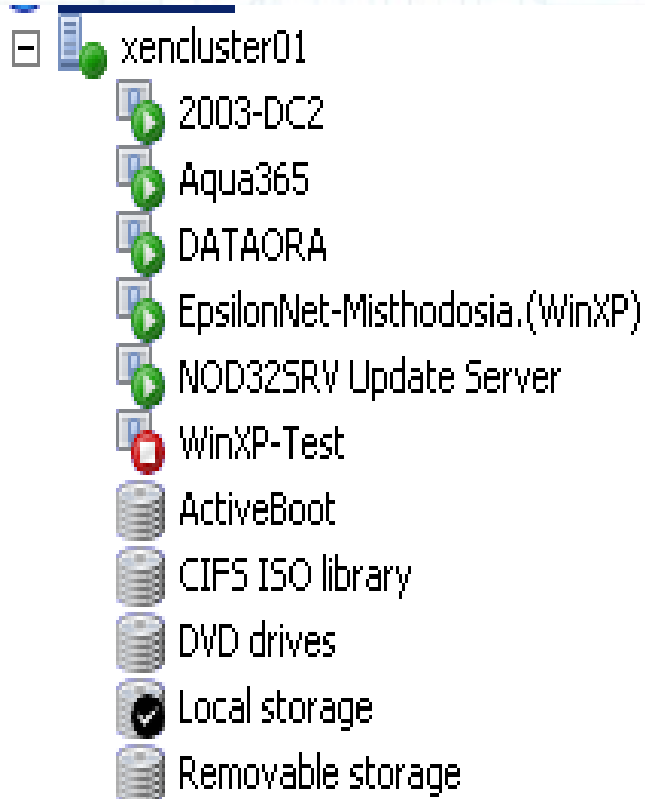 xencluster01
2003-DC2
Aqua365
DATAORA
EpsilonNet-Misthodosia.(WinXP)
NOD32SRV Update Server
WinXP-Test
ActiveBoot
CIFS ISO library
DVD drives
Local storage
Removable storage